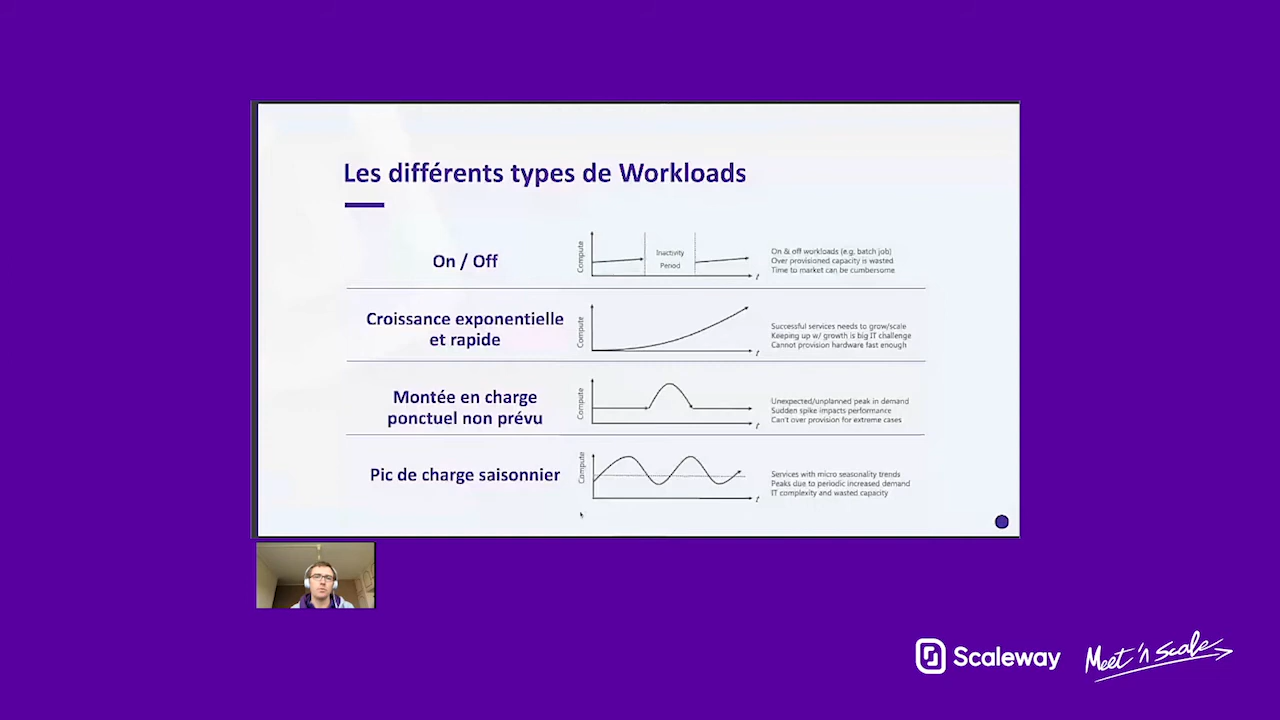 Les différents types de Workloads
On / Off
Compute
Inactivity
Period
t
On & off workloads (e.g. batch job)
Over provisioned capacity is wasted
Time to market can be cumbersome
Croissance exponentielle
et rapide
Compute
t
Successful services needs to grow/scale
Keeping up w/ growth is big IT challenge
Cannot provision hardware fast enough
Montée en charge
ponctuel non prévu
Compute
t
Unexpected/unplanned peak in demand
Sudden spike impacts performance
Can't over provision for extreme cases
Pic de charge saisonnier
Compute
t
Services with micro seasonality trends
Peaks due to periodic increased demand
IT complexity and wasted capacity
Scaleway
Meet 'n Scale